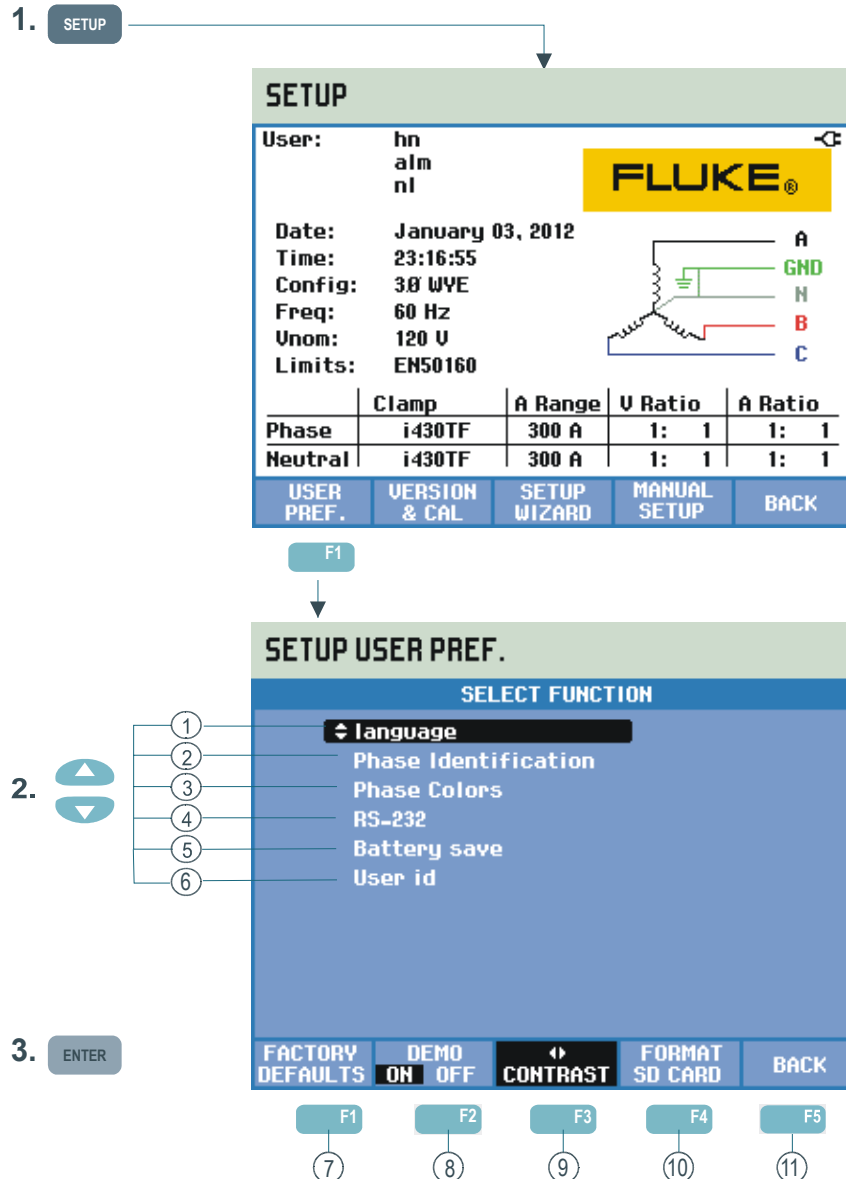 1. SETUP
SETUP
User: hn
alm
nl
FLUKE®
Date: January 03, 2012
Time: 23:16:55
Config: 3Ø WYE
Freq: 60 Hz
Vnom: 120 V
Limits: EN50160
A
GND
N
B
C
Clamp A Range V Ratio A Ratio
Phase i430TF 300 A 1: 1 1: 1
Neutral i430TF 300 A 1: 1 1: 1
USER PREF. VERSION & CAL SETUP WIZARD MANUAL SETUP BACK
F1
SETUP USER PREF.
SELECT FUNCTION
1 language
2 Phase Identification
2. 3 Phase Colors
4 RS-232
5 Battery save
6 User id
3. ENTER
FACTORY DEFAULTS DEMO ON OFF CONTRAST FORMAT SD CARD BACK
F1 F2 F3 F4 F5
7 8 9 10 11